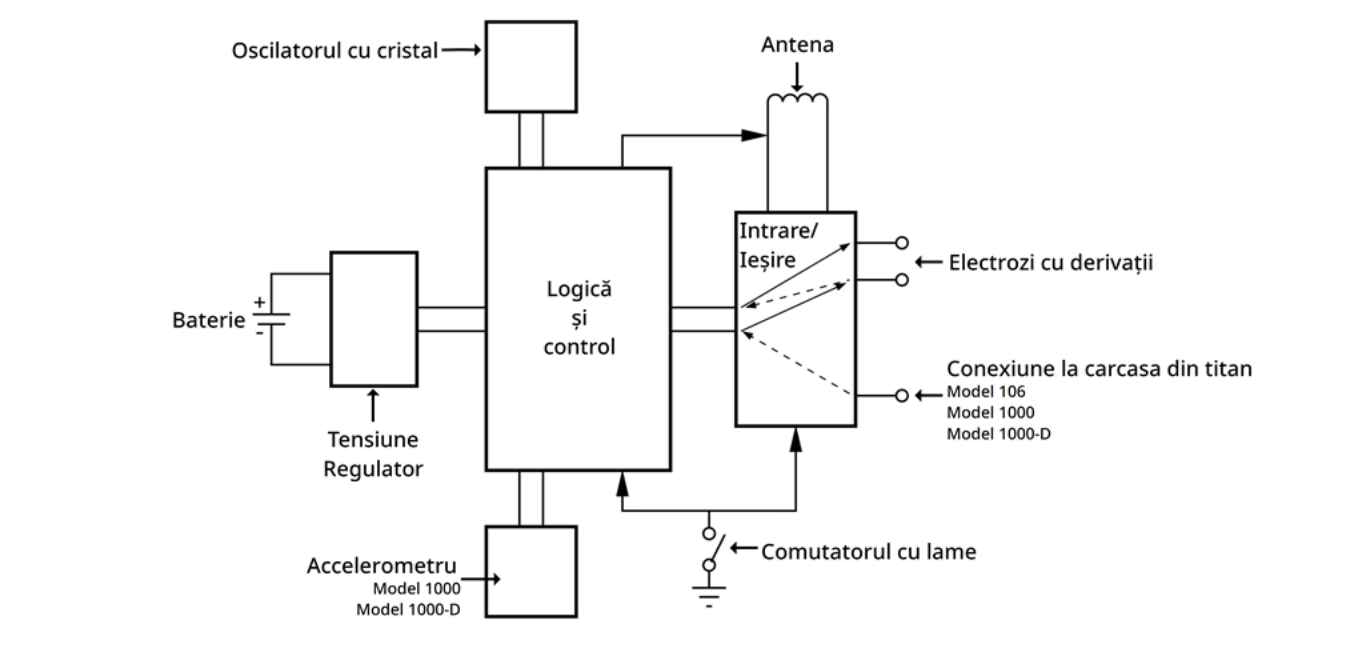 Oscilatorul cu cristal
Antena
Intrare/
Ieșire
Electrozi cu derivații
Logică
și
control
+
Baterie
-
Conexiune la carcasa din titan
Model 106
Model 1000
Model 1000-D
Tensiune
Regulator
Accelerometru
Model 1000
Model 1000-D
Comutatorul cu lame